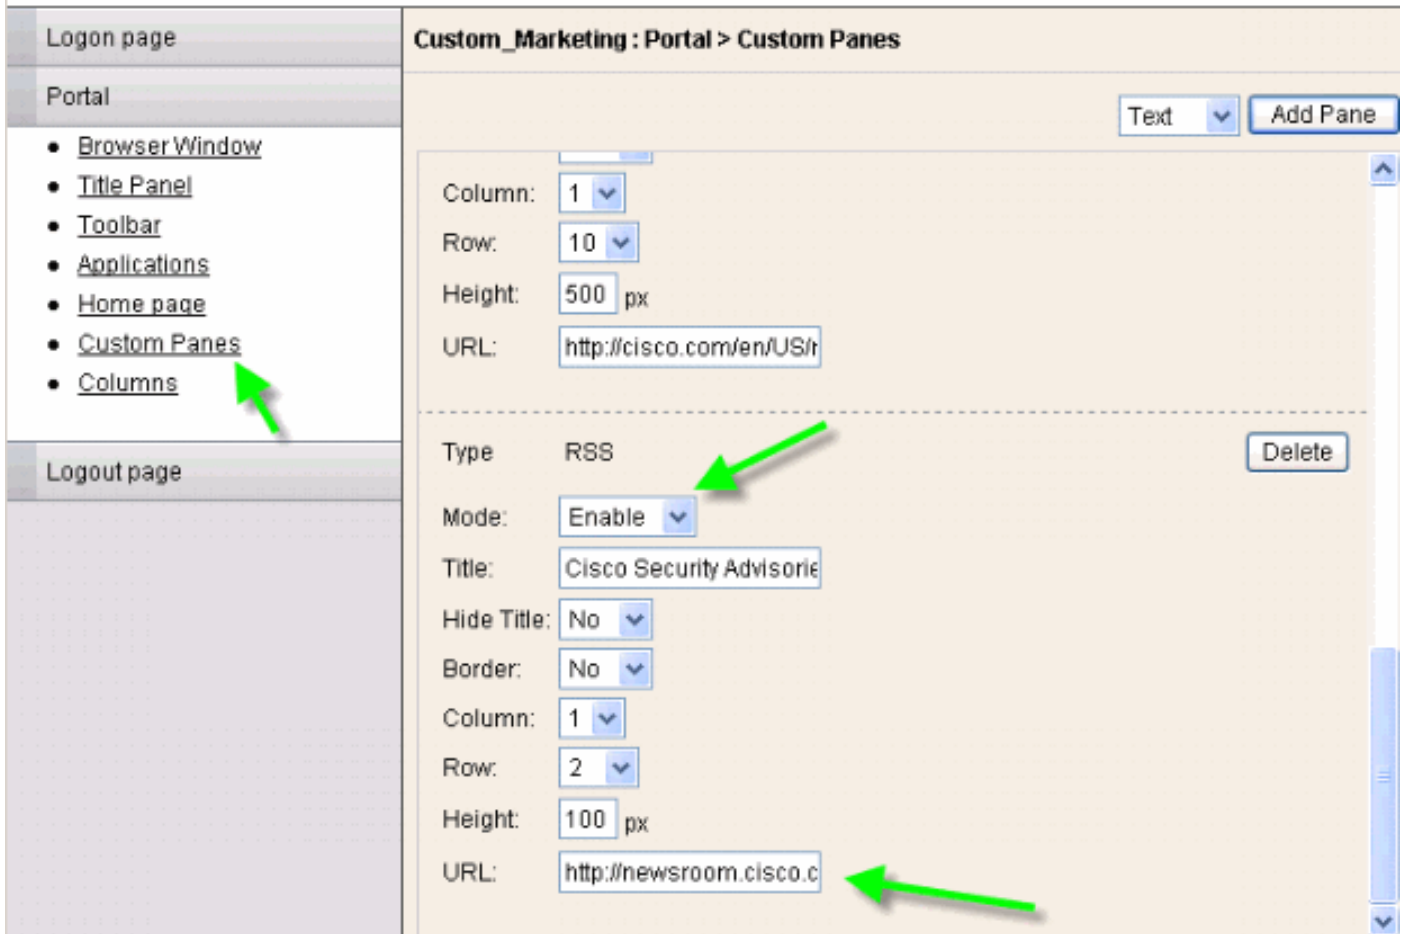 Logon page
Portal
Browser Window
Title Panel
Toolbar
Applications
Home page
Custom Panes
Columns
Logout page
Custom_Marketing : Portal > Custom Panes
Text Add Pane
Column: 1
Row: 10
Height: 500 px
URL: http://cisco.com/en/US/r
Type RSS Delete
Mode: Enable
Title: Cisco Security Advisorie
Hide Title: No
Border: No
Column: 1
Row: 2
Height: 100 px
URL: http://newsroom.cisco.c